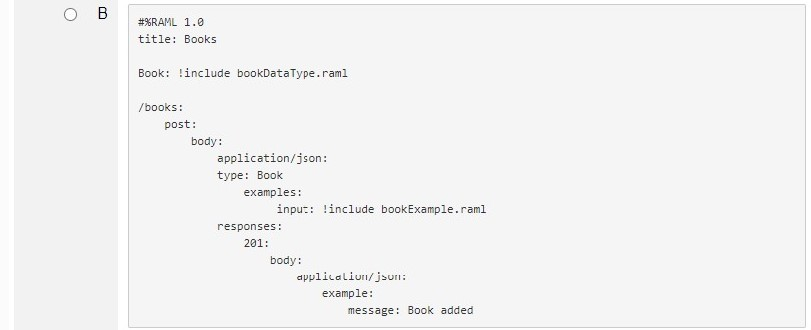 B
#%RAML 1.0
title: Books
Book: !include bookDataType.raml
/books:
post:
body:
application/json:
type: Book
examples:
input: !include bookExample.raml
responses:
201:
body:
application/json:
example:
message: Book added